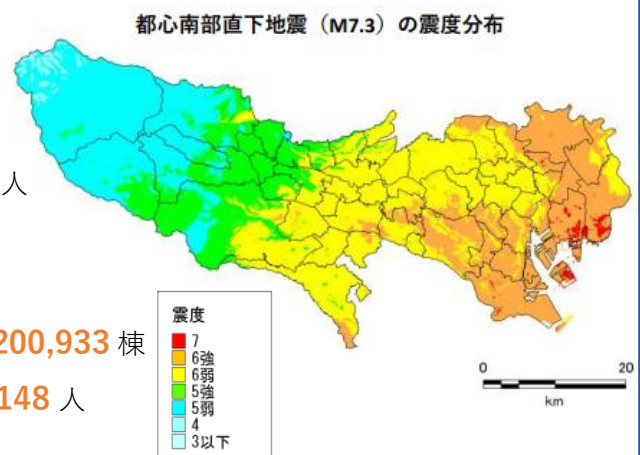 都心南部直下地震（M7.3）の震度分布
人
200,933 棟
148 人
震度
7
6強
6弱
5強
5弱
4
3以下
0 20
km